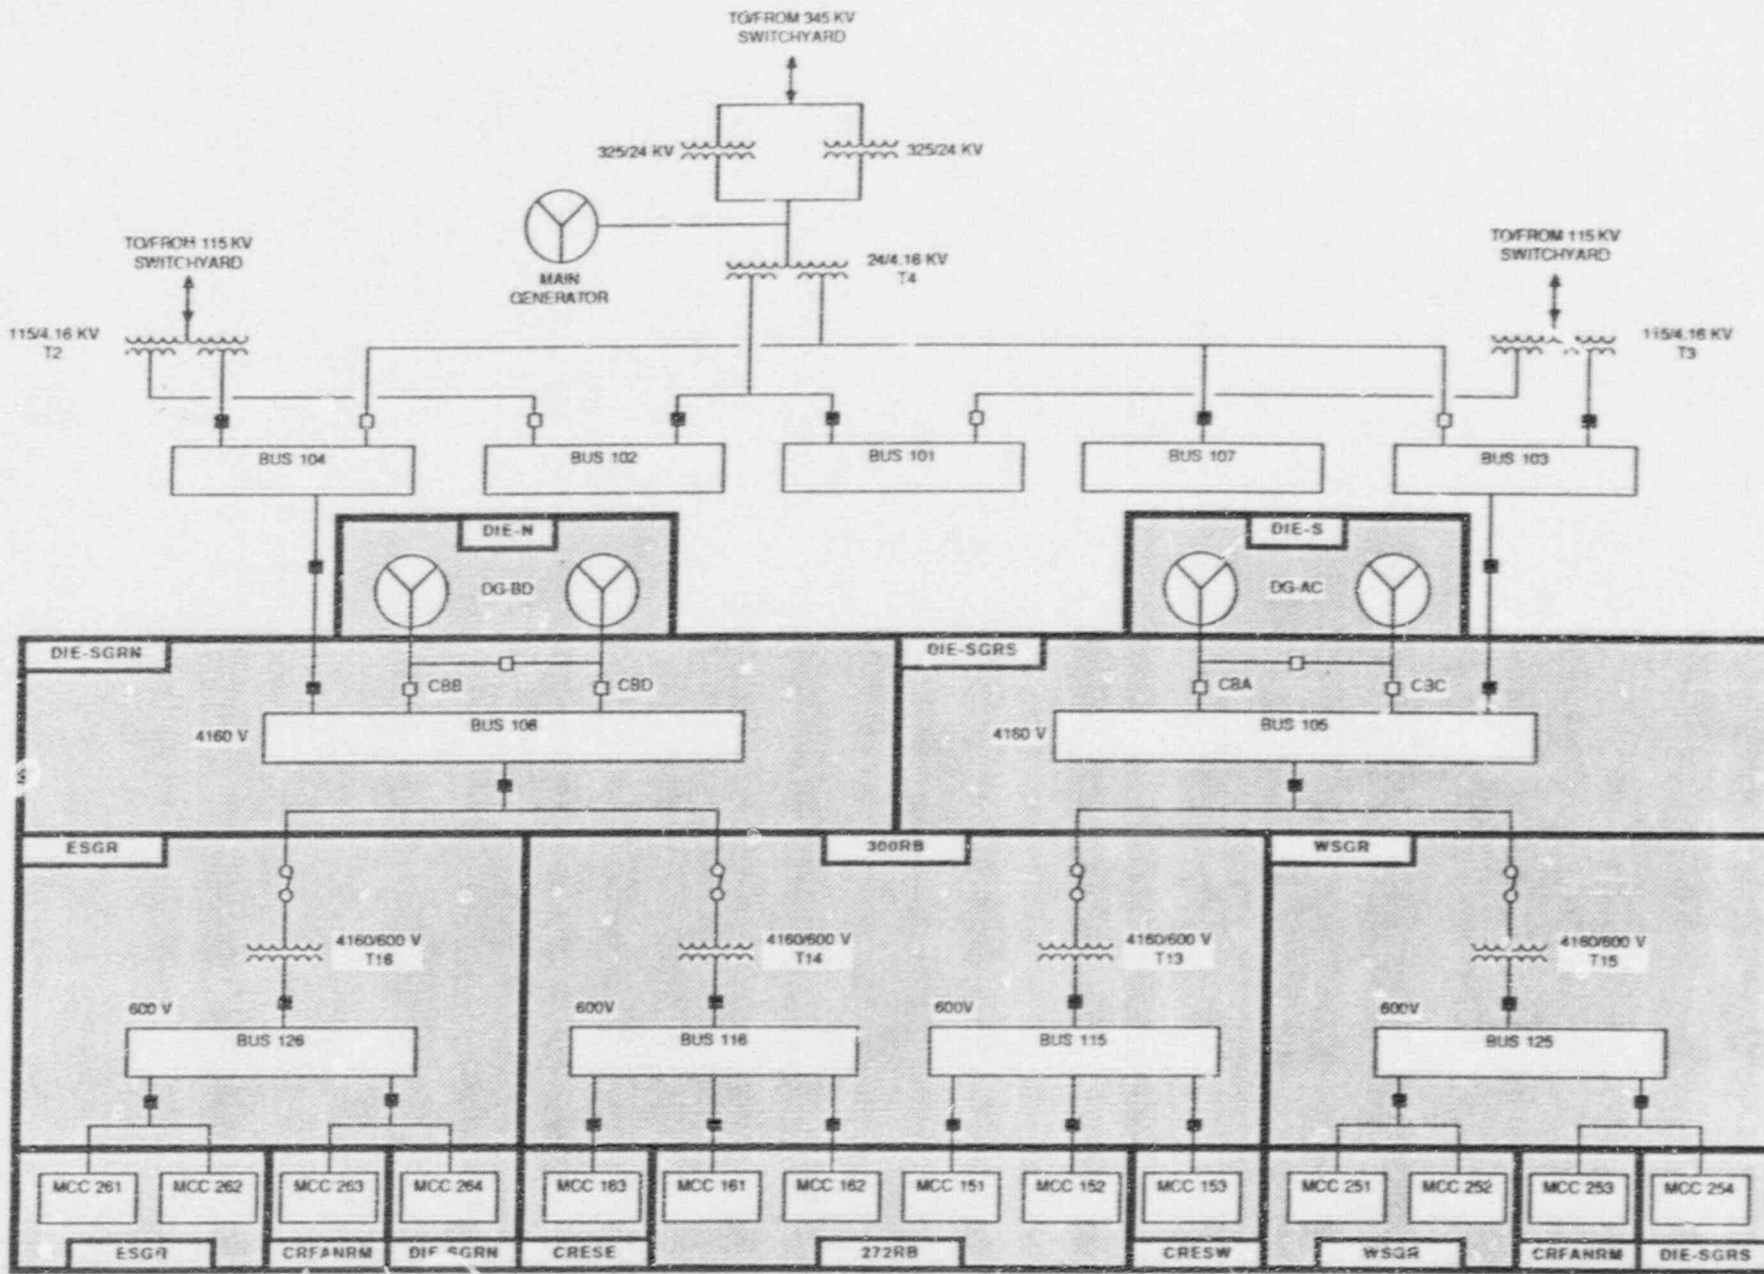 TO/FROM 345 KV
SWITCHYARD
325/24 KV
325/24 KV
TO/FROM 115 KV
SWITCHYARD
MAIN
GENERATOR
24/4.16 KV
T4
TO/FROM 115 KV
SWITCHYARD
115/4.16 KV
T2
115/4.16 KV
T3
BUS 104
BUS 102
BUS 101
BUS 107
BUS 103
DIE-N
DIE-S
DG-BD
DG-AC
DIE-SGRN
DIE-SGRS
CBB
CBD
CBA
CBC
4160 V
BUS 106
4160 V
BUS 105
ESGR
300RB
WSGR
4160/600 V
T16
4160/600 V
T14
4160/600 V
T13
4160/600 V
T15
600 V
600V
600V
600V
BUS 126
BUS 116
BUS 115
BUS 125
MCC 261
MCC 262
MCC 263
MCC 264
MCC 163
MCC 161
MCC 162
MCC 151
MCC 152
MCC 153
MCC 251
MCC 252
MCC 253
MCC 254
ESGR
CRFANRM
DIE SGRN
CRESE
272RB
CRESW
WSGR
CRFANRM
DIE-SGRS